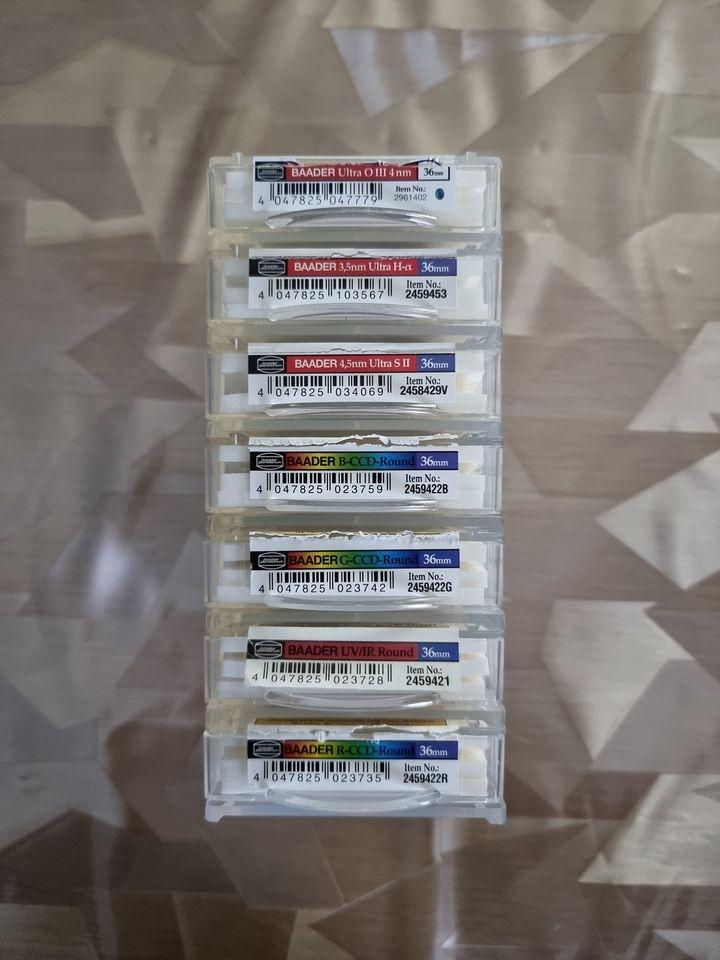 BAADER Ultra O III 4nm 36mm
Item No.:
4 047825 047779 2961402
BAADER 3,5nm Ultra H-α 36mm
Item No.:
4 047825 103567 2459453
BAADER 4,5nm Ultra S II 36mm
Item No.:
4 047825 034069 2458429V
BAADER B-CCD-Round 36mm
Item No.:
4 047825 023759 2459422B
BAADER G-CCD-Round 36mm
Item No.:
4 047825 023742 2459422G
BAADER UV/IR Round 36mm
Item No.:
4 047825 023728 2459421
BAADER R-CCD-Round 36mm
Item No.:
4 047825 023735 2459422R